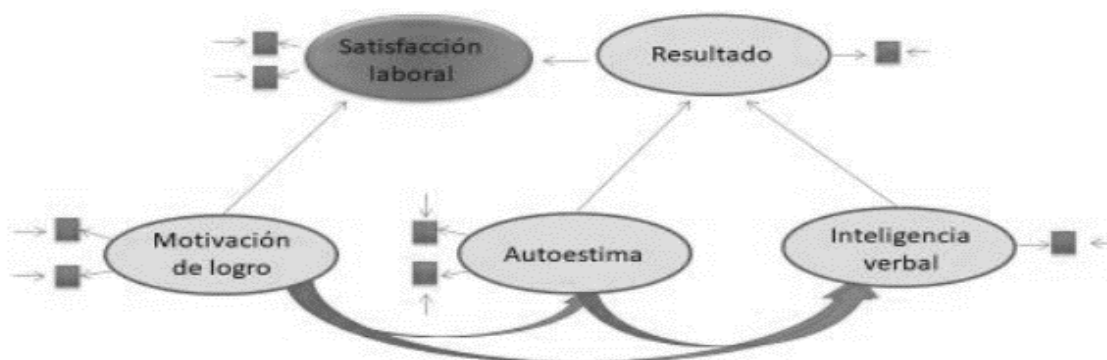 Satisfacción
laboral
Resultado
Motivación
de logro
Autoestima
Inteligencia
verbal